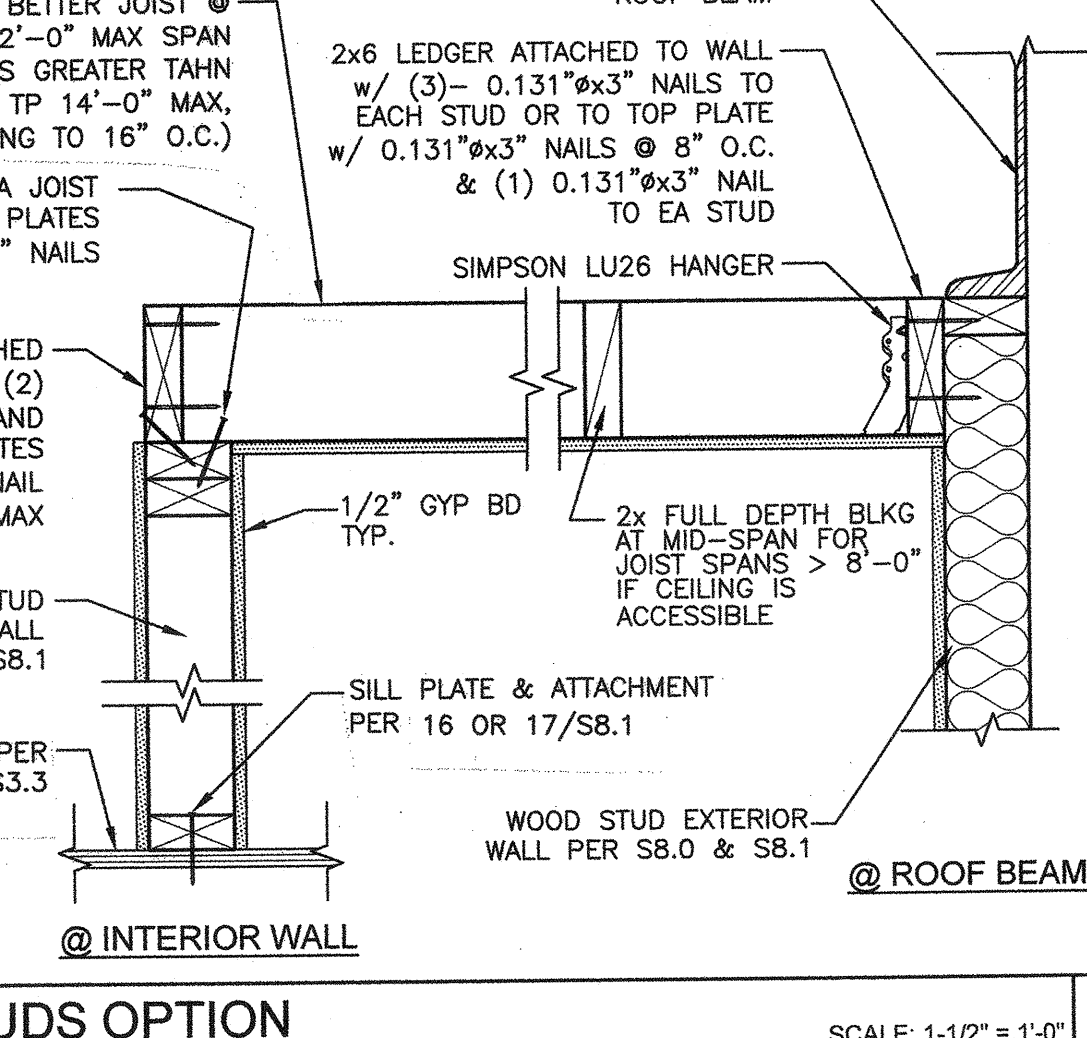 BETTER JOIST @
2'-0" MAX SPAN
S GREATER TAHN
TP 14'-0" MAX,
NG TO 16" O.C.)
A JOIST
PLATES
" NAILS
HED
(2)
AND
TES
NAIL
MAX
TUD
ALL
S8.1
PER
S3.3
ROOF BEAM
2x6 LEDGER ATTACHED TO WALL
w/ (3)- 0.131"øx3" NAILS TO
EACH STUD OR TO TOP PLATE
w/ 0.131"øx3" NAILS @ 8" O.C.
& (1) 0.131"øx3" NAIL
TO EA STUD
SIMPSON LU26 HANGER
1/2" GYP BD
TYP.
2x FULL DEPTH BLKG
AT MID-SPAN FOR
JOIST SPANS > 8'-0"
IF CEILING IS
ACCESSIBLE
SILL PLATE & ATTACHMENT
PER 16 OR 17/S8.1
WOOD STUD EXTERIOR
WALL PER S8.0 & S8.1
@ ROOF BEAM
@ INTERIOR WALL
UDS OPTION
SCALE: 1-1/2" = 1'-0"